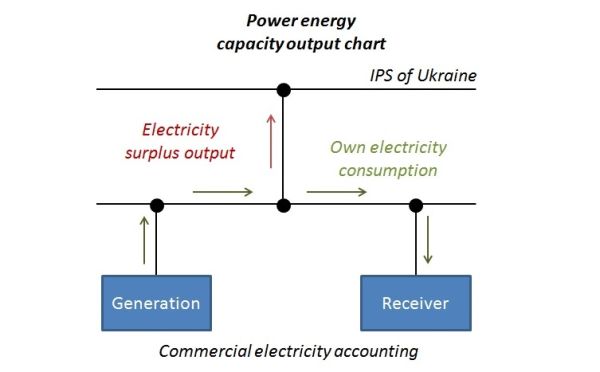 Power energy
capacity output chart
IPS of Ukraine
Electricity
surplus output
Own electricity
consumption
Generation
Receiver
Commercial electricity accounting